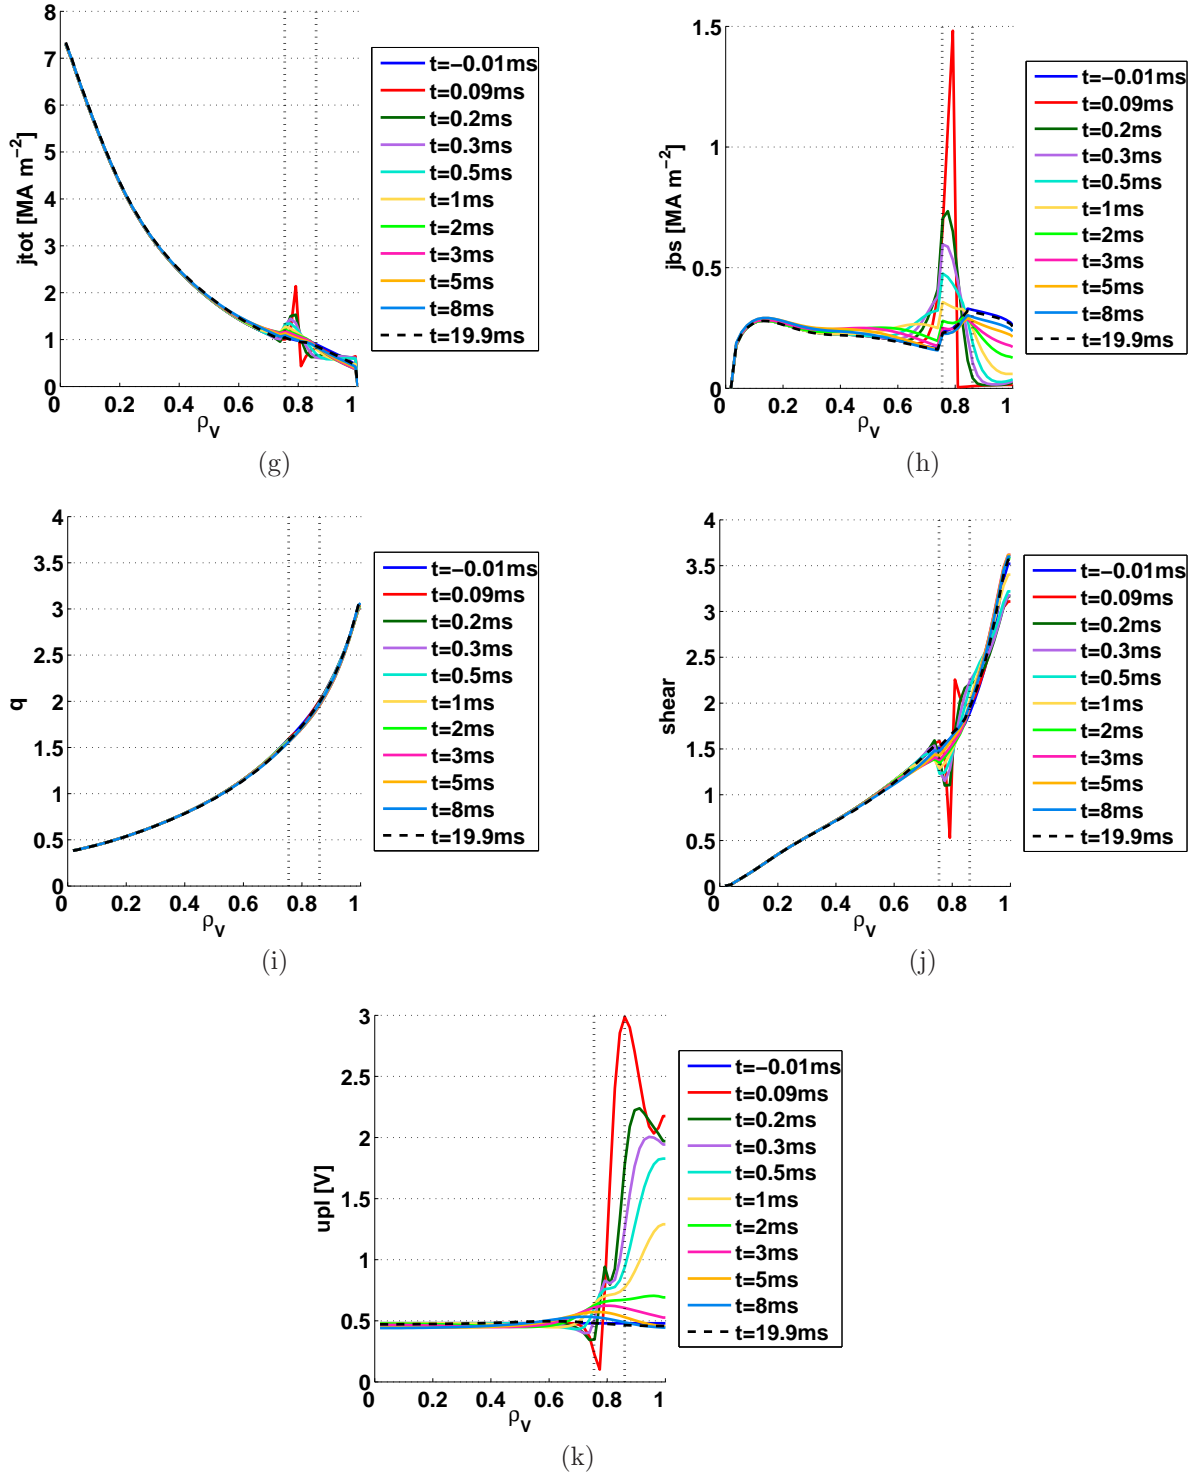 8
7
6
5
4
3
2
1
0
jtot [MA m−2]
0 0.2 0.4 0.6 0.8 1
ρV
t=−0.01ms
t=0.09ms
t=0.2ms
t=0.3ms
t=0.5ms
t=1ms
t=2ms
t=3ms
t=5ms
t=8ms
t=19.9ms
(g)
1.5
1
0.5
0
jbs [MA m−2]
0 0.2 0.4 0.6 0.8 1
ρV
t=−0.01ms
t=0.09ms
t=0.2ms
t=0.3ms
t=0.5ms
t=1ms
t=2ms
t=3ms
t=5ms
t=8ms
t=19.9ms
(h)
4
3.5
3
2.5
2
1.5
1
0.5
0
q
0 0.2 0.4 0.6 0.8 1
ρV
t=−0.01ms
t=0.09ms
t=0.2ms
t=0.3ms
t=0.5ms
t=1ms
t=2ms
t=3ms
t=5ms
t=8ms
t=19.9ms
(i)
4
3.5
3
2.5
2
1.5
1
0.5
0
shear
0 0.2 0.4 0.6 0.8 1
ρV
t=−0.01ms
t=0.09ms
t=0.2ms
t=0.3ms
t=0.5ms
t=1ms
t=2ms
t=3ms
t=5ms
t=8ms
t=19.9ms
(j)
3
2.5
2
1.5
1
0.5
0
upl [V]
0 0.2 0.4 0.6 0.8 1
ρV
t=−0.01ms
t=0.09ms
t=0.2ms
t=0.3ms
t=0.5ms
t=1ms
t=2ms
t=3ms
t=5ms
t=8ms
t=19.9ms
(k)